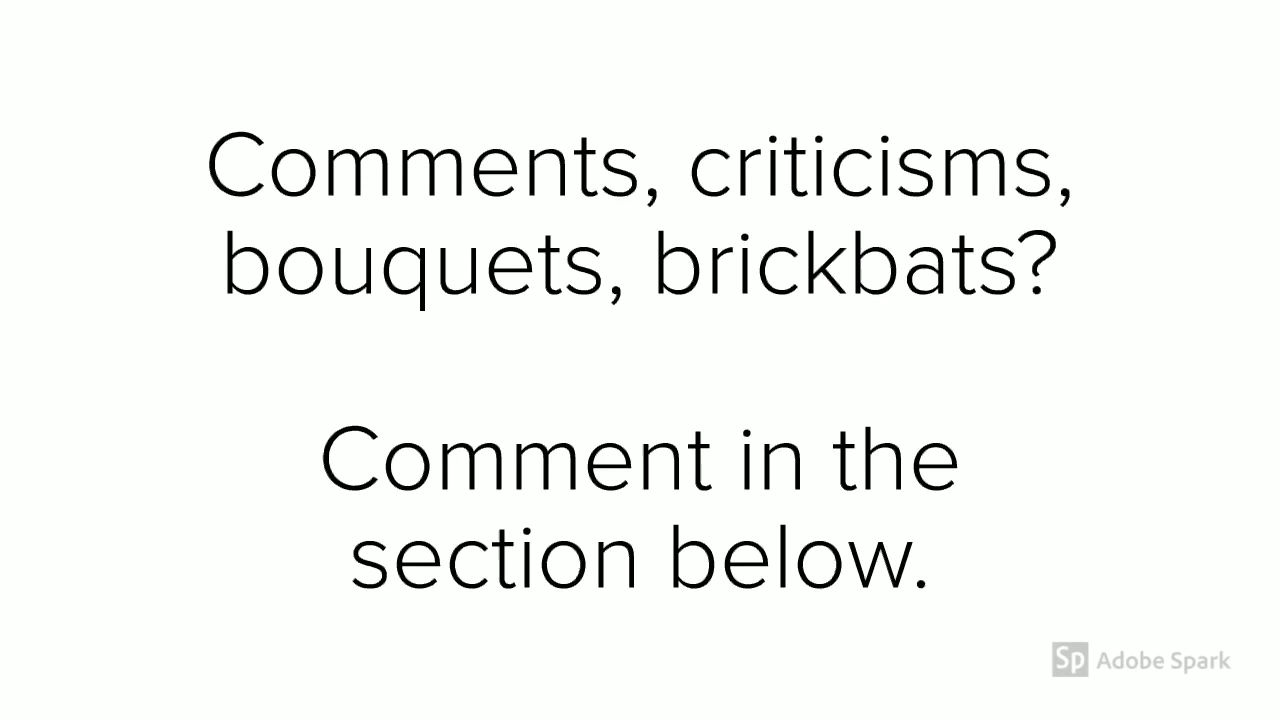 Comments, criticisms,
bouquets, brickbats?
Comment in the
section below.
Sp Adobe Spark